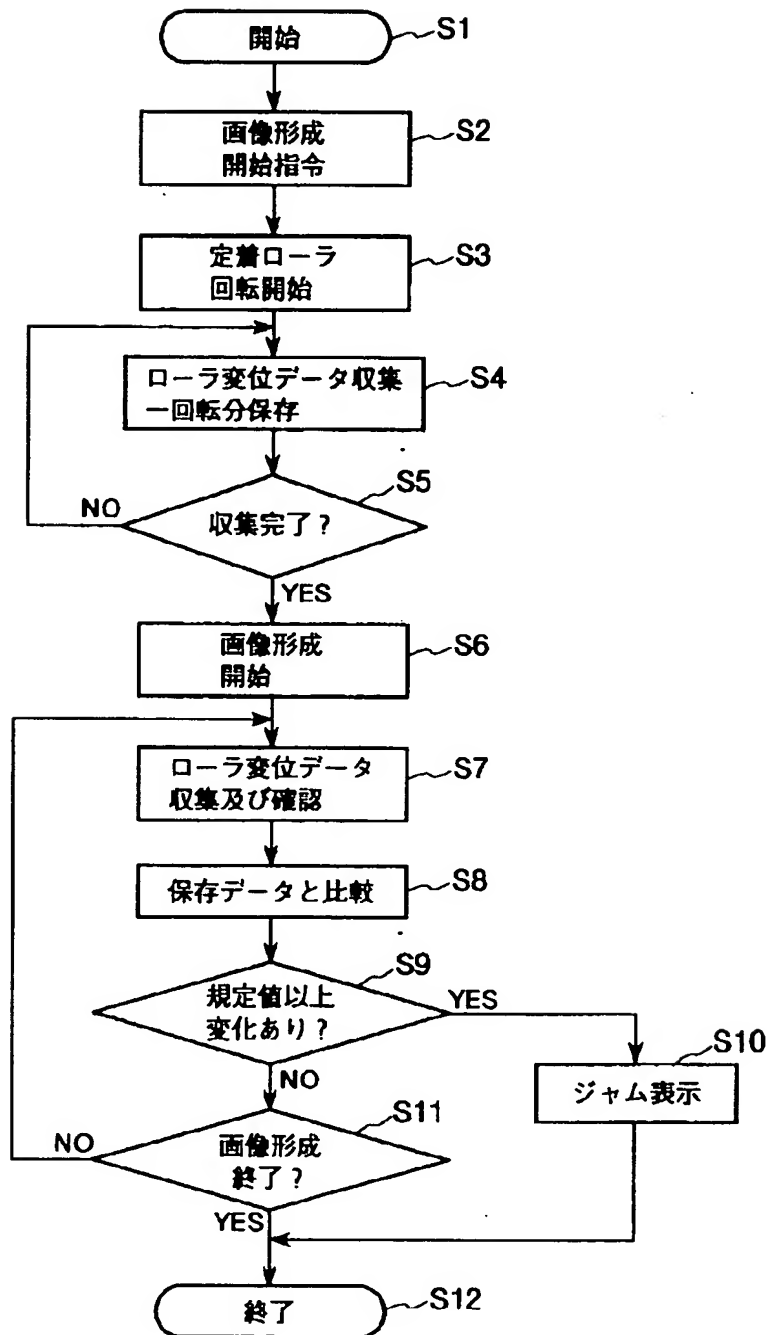 開始
S1
画像形成
開始指令
S2
定着ローラ
回転開始
S3
ローラ変位データ収集
一回転分保存
S4
収集完了？
S5
NO
YES
画像形成
開始
S6
ローラ変位データ
収集及び確認
S7
保存データと比較
S8
規定値以上
変化あり？
S9
YES
NO
ジャム表示
S10
画像形成
終了？
S11
NO
YES
終了
S12